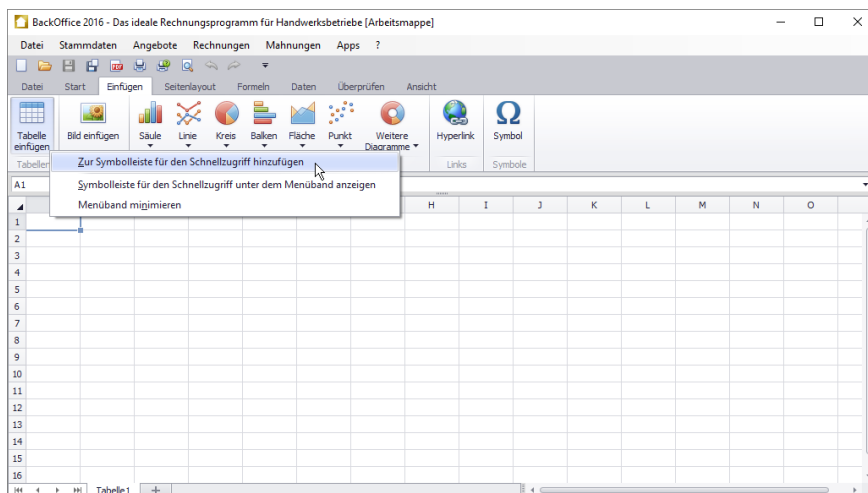 BackOffice 2016 - Das ideale Rechnungsprogramm für Handwerksbetriebe [Arbeitsmappe]
Datei Stammdaten Angebote Rechnungen Mahnungen Apps ?
PDF
Datei Start Einfügen Seitenlayout Formeln Daten Überprüfen Ansicht
Tabelle einfügen Bild einfügen Säule Linie Kreis Balken Fläche Punkt Weitere Diagramme Hyperlink Ω Symbol
Tabellen Links Symbole
Zur Symbolleiste für den Schnellzugriff hinzufügen
Symbolleiste für den Schnellzugriff unter dem Menüband anzeigen
Menüband minimieren
A1
H I J K L M N O
1
2
3
4
5
6
7
8
9
10
11
12
13
14
15
16
Tabelle1 +